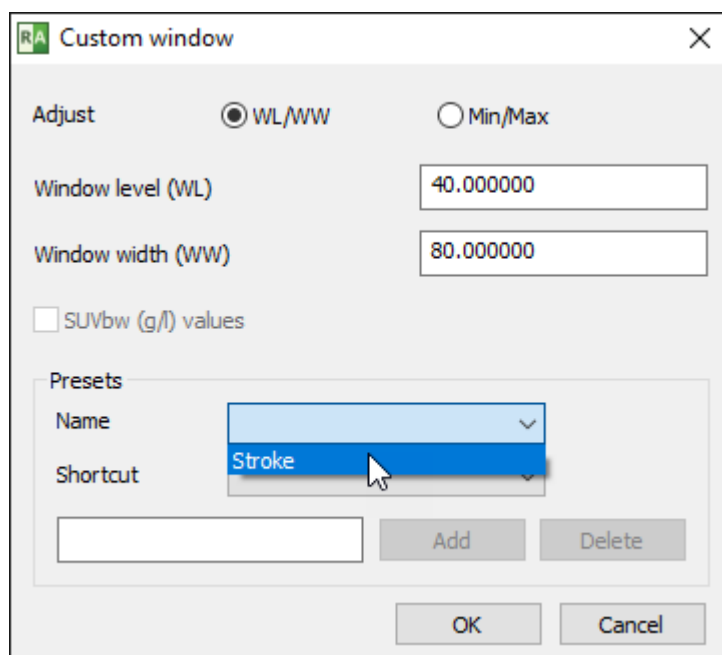 RA Custom window
Adjust WL/WW Min/Max
Window level (WL) 40.000000
Window width (WW) 80.000000
SUVbw (g/l) values
Presets
Name
Stroke
Shortcut
Add Delete
OK Cancel